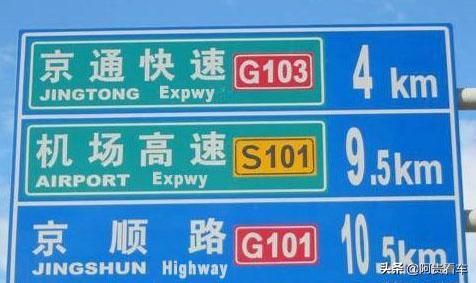 京通快速 G103 4 km
JINGTONG Expwy
机场高速 S101 9.5km
AIRPORT Expwy
京顺路 G101 10.5km
JINGSHUN Highway
头条 @阿贵看车